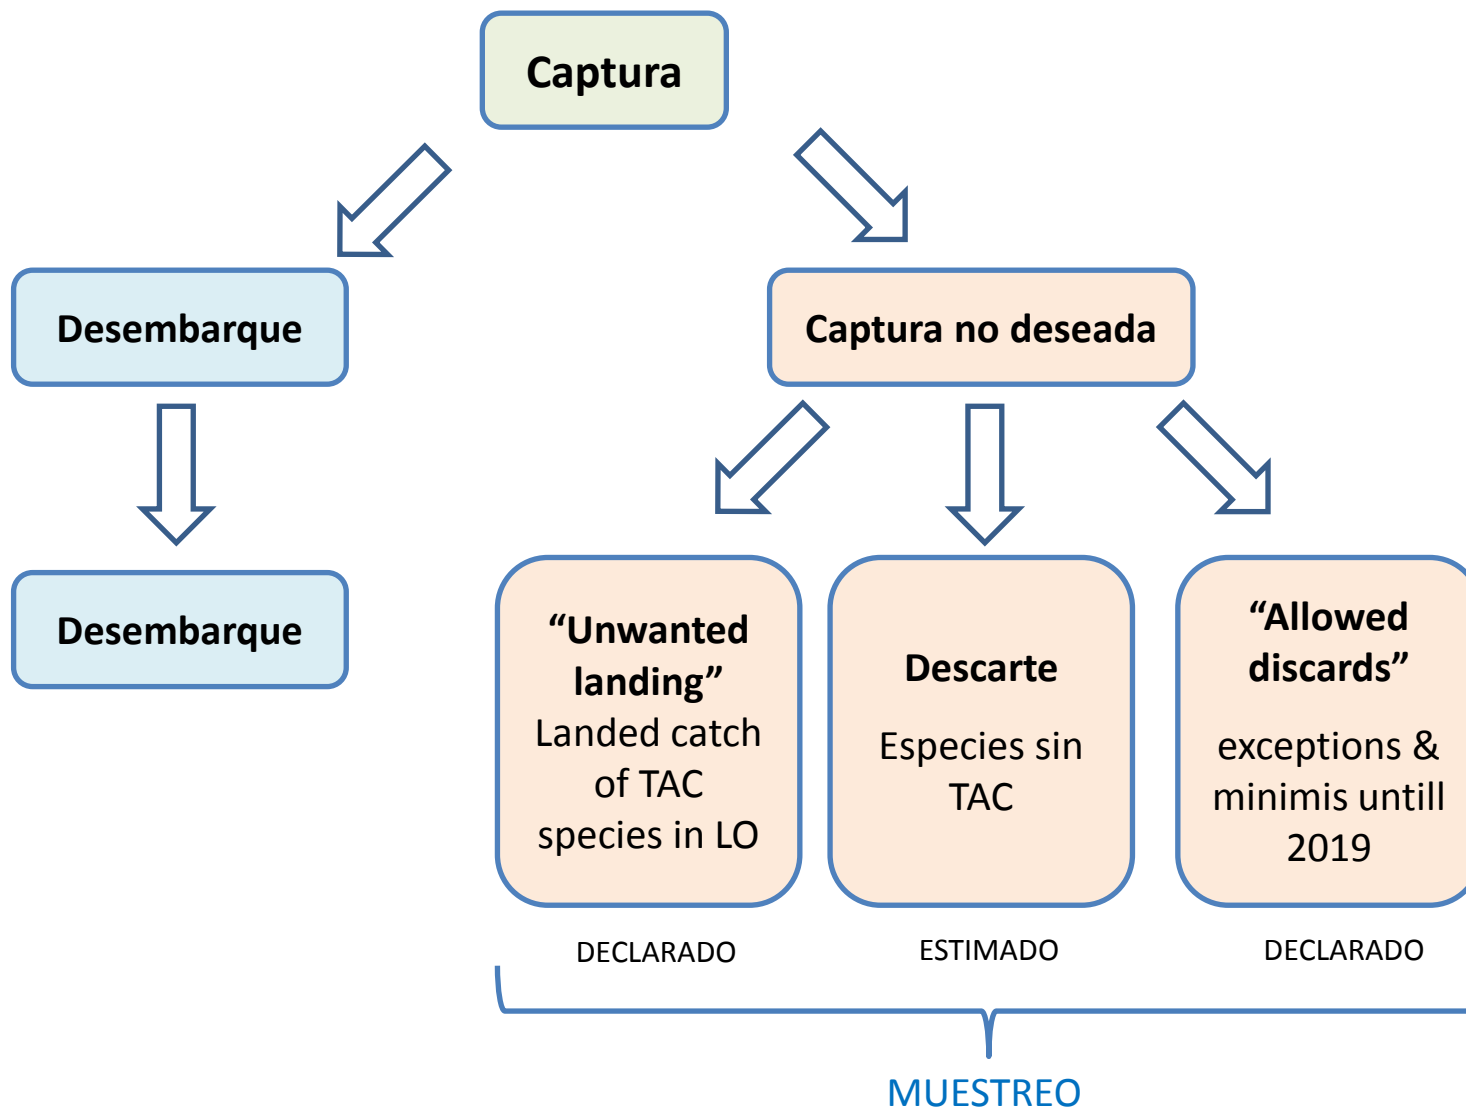 Captura
Desembarque
Captura no deseada
Desembarque
“Unwanted
landing”
Landed catch
of TAC
species in LO
Descarte
Especies sin
TAC
“Allowed
discards”
exceptions &
minimis untill
2019
DECLARADO
ESTIMADO
DECLARADO
MUESTREO